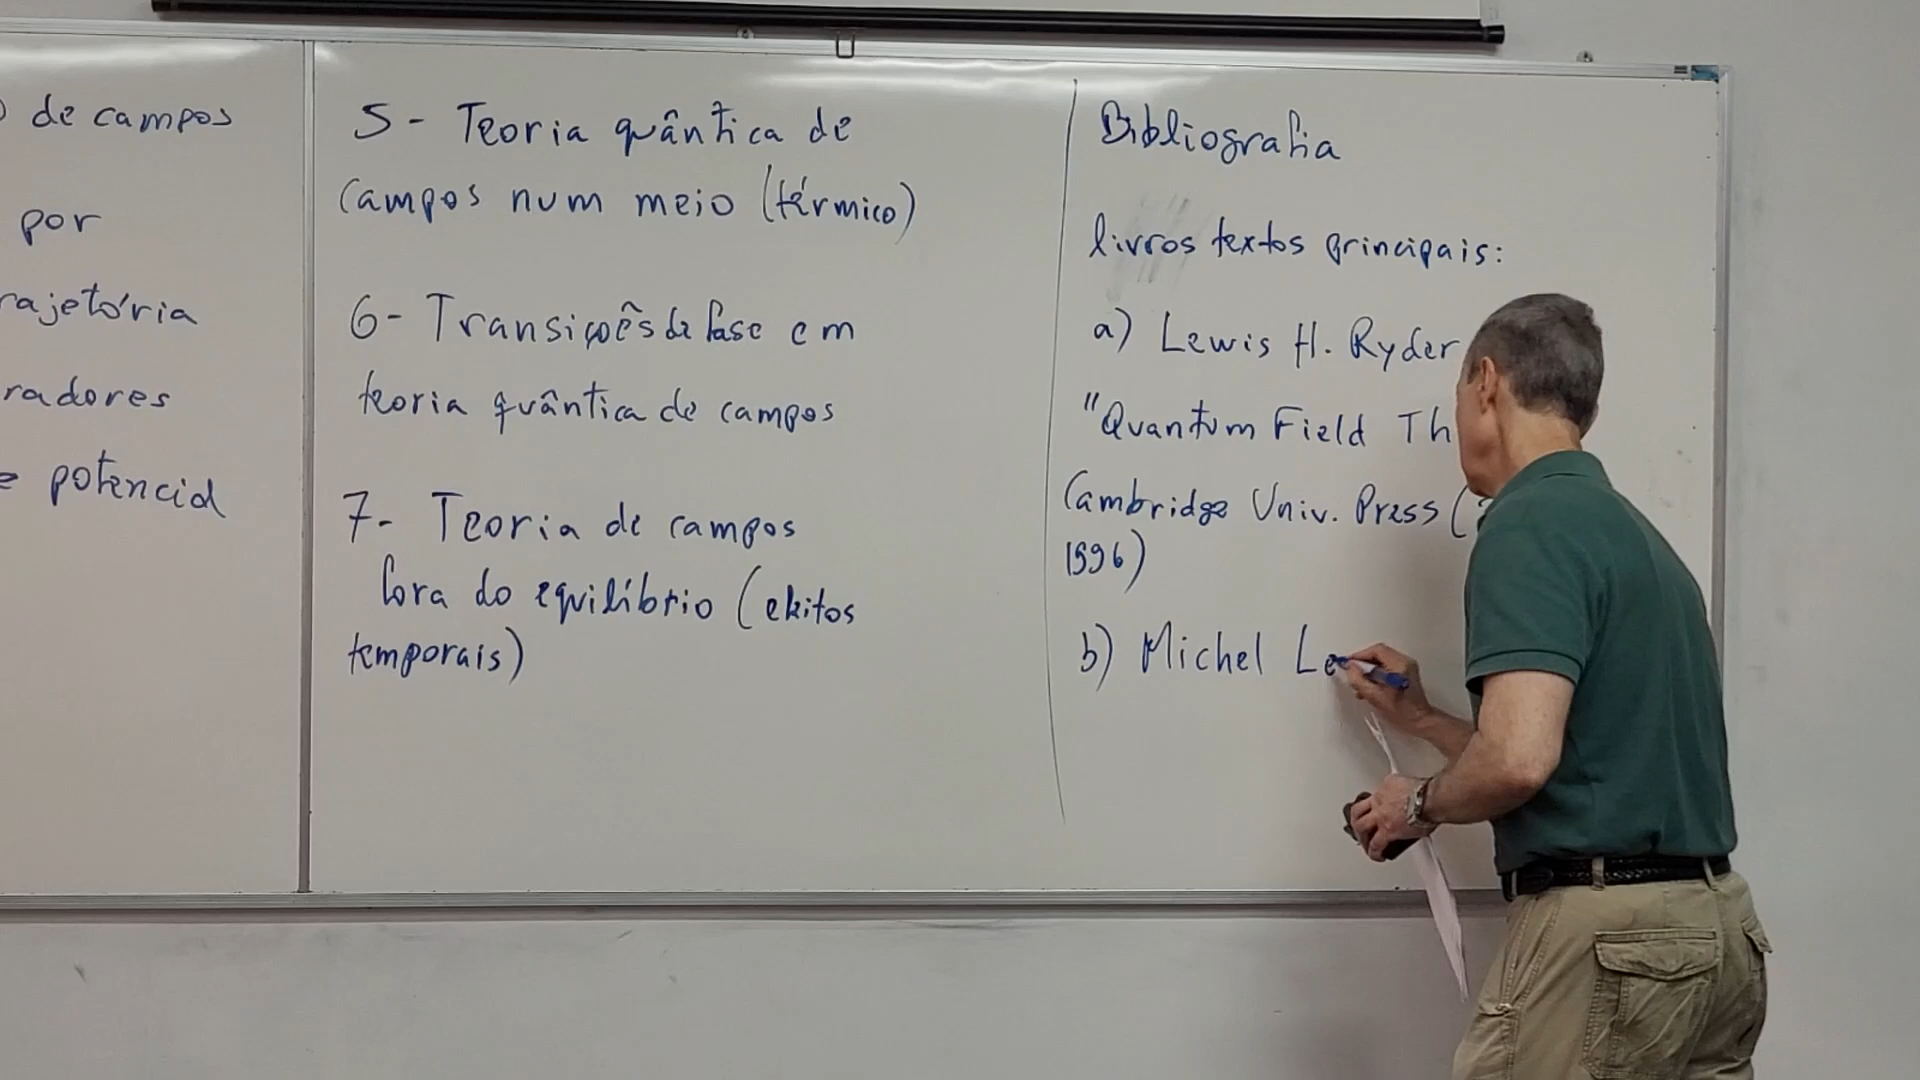 de campos
por
rajetória
radores
e potencial
5 - Teoria quântica de
campos num meio (térmico)
6 - Transições de fase em
teoria quântica de campos
7 - Teoria de campos
fora do equilíbrio (efeitos
temporais)
Bibliografia
livros textos principais:
a) Lewis H. Ryder
"Quantum Field Th
Cambridge Univ. Press (
1996)
b) Michel Le